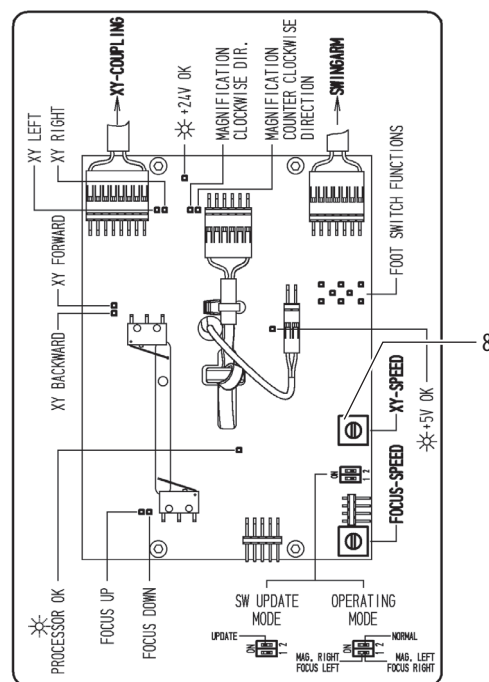 XY-COUPLING
XY LEFT
XY RIGHT
+24V OK
MAGNIFICATION
CLOCKWISE DIR.
MAGNIFICATION
COUNTER CLOCKWISE
DIRECTION
SWINGARM
FOOT SWITCH FUNCTIONS
XY FORWARD
XY BACKWARD
8
+5V OK
XY-SPEED
ON
1 2
FOCUS-SPEED
PROCESSOR OK
FOCUS UP
FOCUS DOWN
SW UPDATE
MODE
UPDATE
ON
1 2
OPERATING
MODE
NORMAL
ON
1 2
MAG. RIGHT
FOCUS LEFT
MAG. LEFT
FOCUS RIGHT